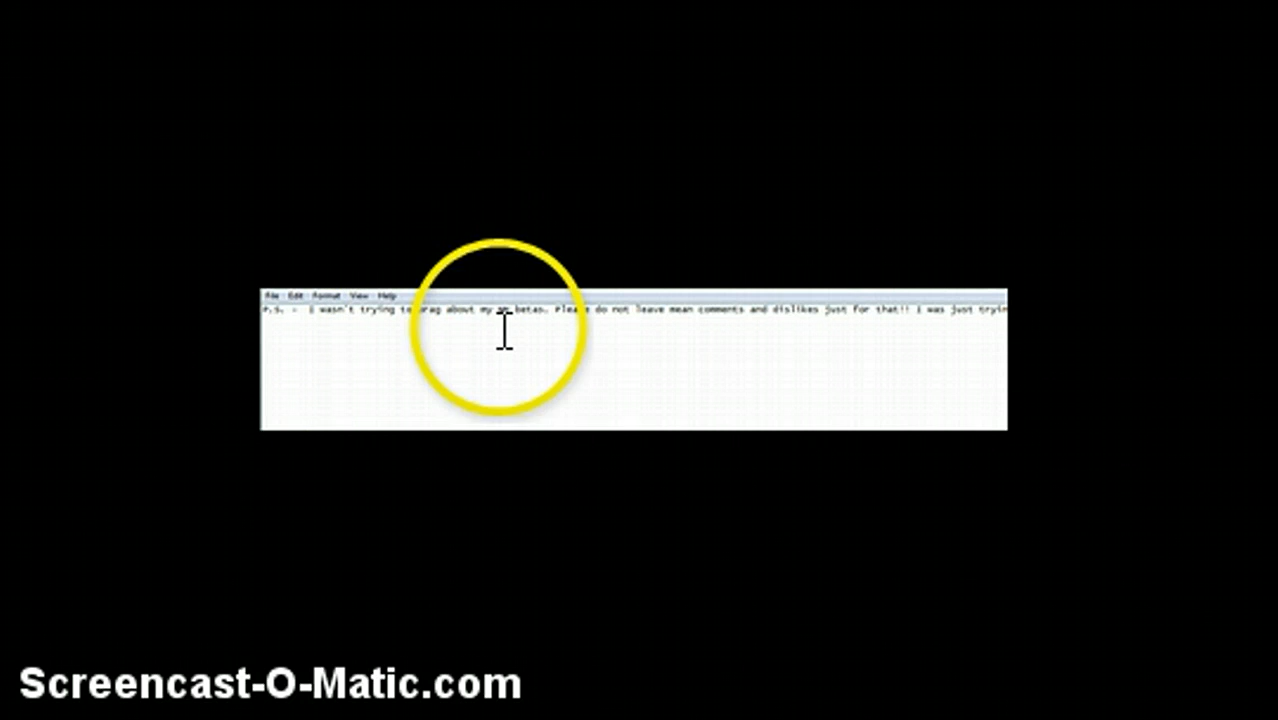 File Edit Format View Help
P.S. - I wasn't trying to brag about my betas. Please do not leave mean comments and dislikes just for that!! I was just tryin
Screencast-O-Matic.com